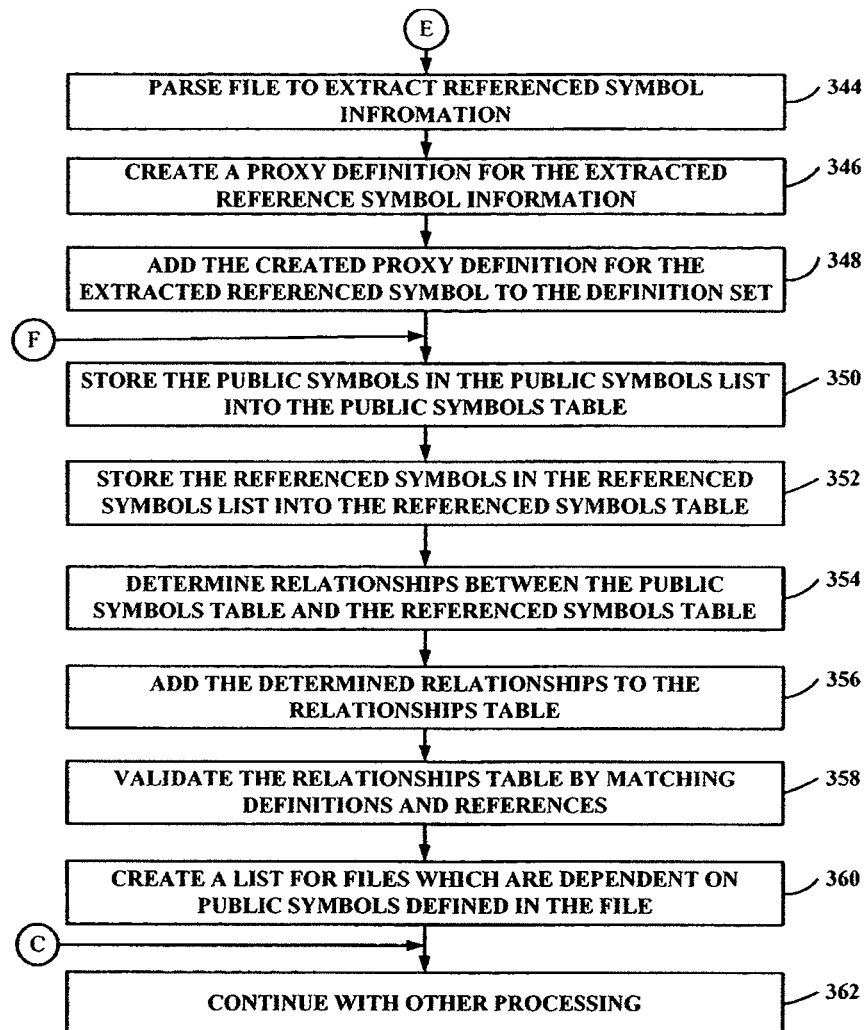 E
PARSE FILE TO EXTRACT REFERENCED SYMBOL
INFROMATION
344
CREATE A PROXY DEFINITION FOR THE EXTRACTED
REFERENCE SYMBOL INFORMATION
346
ADD THE CREATED PROXY DEFINITION FOR THE
EXTRACTED REFERENCED SYMBOL TO THE DEFINITION SET
348
F
STORE THE PUBLIC SYMBOLS IN THE PUBLIC SYMBOLS LIST
INTO THE PUBLIC SYMBOLS TABLE
350
STORE THE REFERENCED SYMBOLS IN THE REFERENCED
SYMBOLS LIST INTO THE REFERENCED SYMBOLS TABLE
352
DETERMINE RELATIONSHIPS BETWEEN THE PUBLIC
SYMBOLS TABLE AND THE REFERENCED SYMBOLS TABLE
354
ADD THE DETERMINED RELATIONSHIPS TO THE
RELATIONSHIPS TABLE
356
VALIDATE THE RELATIONSHIPS TABLE BY MATCHING
DEFINITIONS AND REFERENCES
358
CREATE A LIST FOR FILES WHICH ARE DEPENDENT ON
PUBLIC SYMBOLS DEFINED IN THE FILE
360
C
CONTINUE WITH OTHER PROCESSING
362